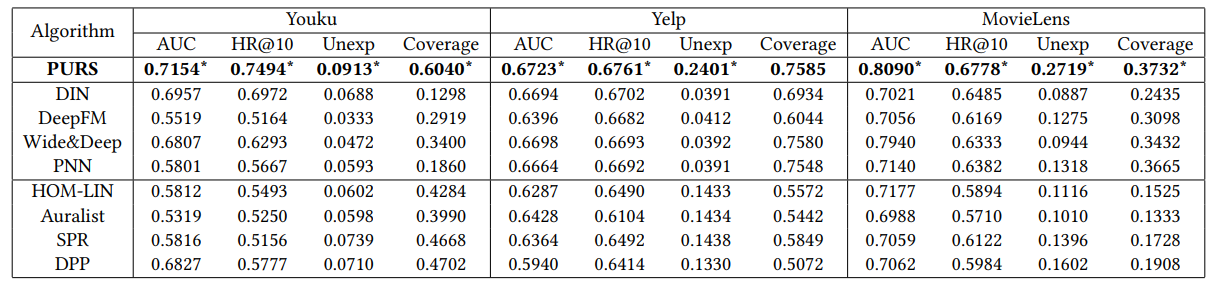 Algorithm Youku Yelp MovieLens
AUC HR@10 Unexp Coverage AUC HR@10 Unexp Coverage AUC HR@10 Unexp Coverage
PURS 0.7154* 0.7494* 0.0913* 0.6040* 0.6723* 0.6761* 0.2401* 0.7585 0.8090* 0.6778* 0.2719* 0.3732*
DIN 0.6957 0.6972 0.0688 0.1298 0.6694 0.6702 0.0391 0.6934 0.7021 0.6485 0.0887 0.2435
DeepFM 0.5519 0.5164 0.0333 0.2919 0.6396 0.6682 0.0412 0.6044 0.7056 0.6169 0.1275 0.3098
Wide&Deep 0.6807 0.6293 0.0472 0.3400 0.6698 0.6693 0.0392 0.7580 0.7940 0.6333 0.0944 0.3432
PNN 0.5801 0.5667 0.0593 0.1860 0.6664 0.6692 0.0391 0.7548 0.7140 0.6382 0.1318 0.3665
HOM-LIN 0.5812 0.5493 0.0602 0.4284 0.6287 0.6490 0.1433 0.5572 0.7177 0.5894 0.1116 0.1525
Auralist 0.5319 0.5250 0.0598 0.3990 0.6428 0.6104 0.1434 0.5442 0.6988 0.5710 0.1010 0.1333
SPR 0.5816 0.5156 0.0739 0.4668 0.6364 0.6492 0.1438 0.5849 0.7059 0.6122 0.1396 0.1728
DPP 0.6827 0.5777 0.0710 0.4702 0.5940 0.6414 0.1330 0.5072 0.7062 0.5984 0.1602 0.1908